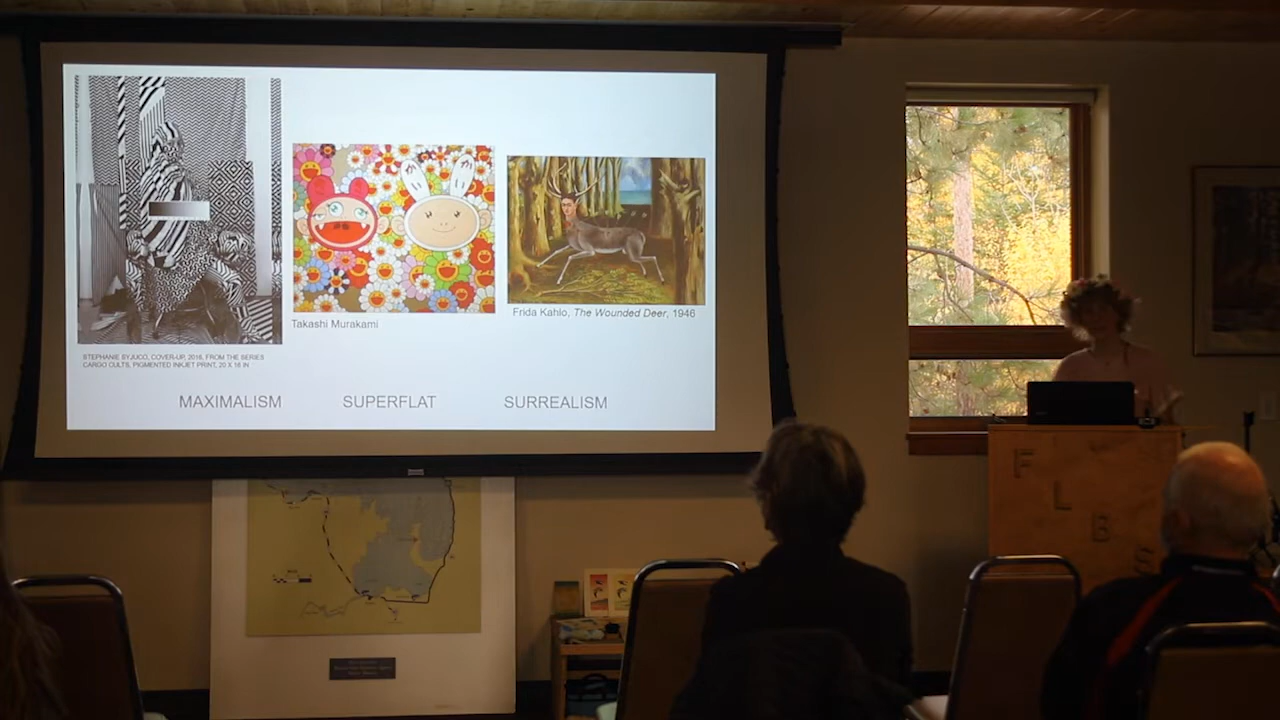 STEPHANIE SYJUCO, COVER-UP, 2016, FROM THE SERIES
CARGO CULTS, PIGMENTED INKJET PRINT, 20 X 16 IN
Takashi Murakami
Frida Kahlo, The Wounded Deer, 1946
MAXIMALISM
SUPERFLAT
SURREALISM
F
L
B
S